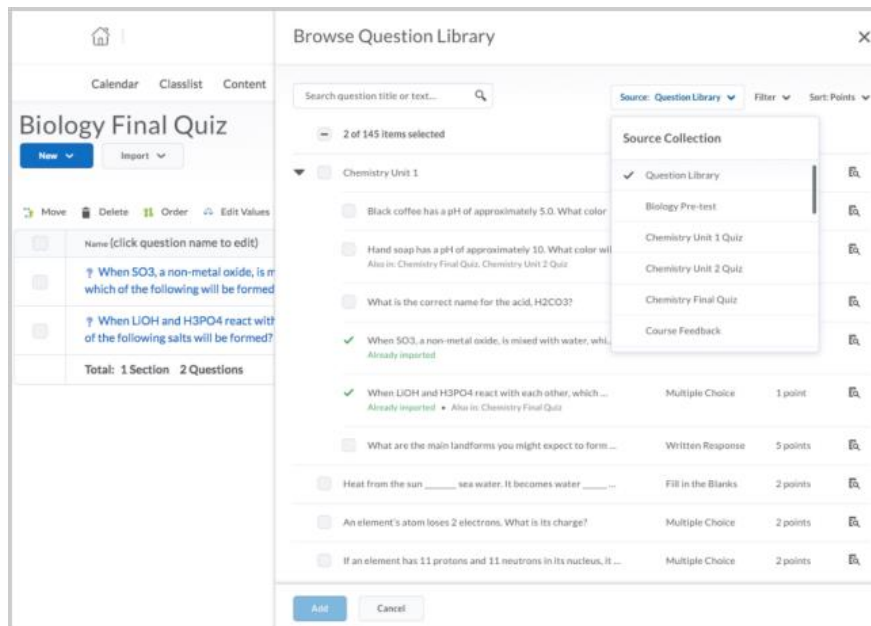 Browse Question Library
Calendar Classlist Content
Search question title or text...
Source: Question Library Filter Sort: Points
Biology Final Quiz
New Import
2 of 145 items selected
Source Collection
Question Library
Biology Pre-test
Chemistry Unit 1 Quiz
Chemistry Unit 2 Quiz
Chemistry Final Quiz
Course Feedback
Move Delete Order Edit Values
Name (click question name to edit)
When SO3, a non-metal oxide, is m
which of the following will be formed
When LiOH and H3PO4 react with
of the following salts will be formed?
Total: 1 Section 2 Questions
Chemistry Unit 1
Black coffee has a pH of approximately 5.0. What color
Hand soap has a pH of approximately 10. What color wil
Also in: Chemistry Final Quiz, Chemistry Unit 2 Quiz
What is the correct name for the acid, H2CO3?
When SO3, a non-metal oxide, is mixed with water, whi...
Already imported
When LiOH and H3PO4 react with each other, which ... Multiple Choice 1 point
Already imported • Also in: Chemistry Final Quiz
What are the main landforms you might expect to form ... Written Response 5 points
Heat from the sun ______ sea water. It becomes water _____ ... Fill in the Blanks 2 points
An element's atom loses 2 electrons. What is its charge? Multiple Choice 2 points
If an element has 11 protons and 11 neutrons in its nucleus, it ... Multiple Choice 2 points
Add Cancel